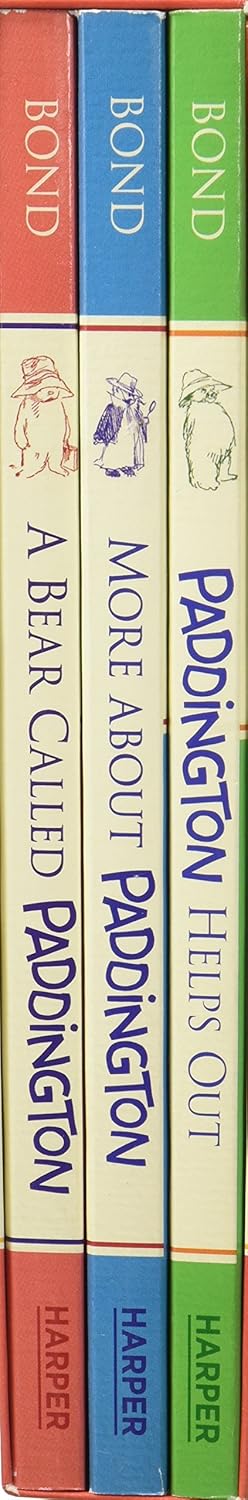 BOND
A BEAR CALLED PADDINGTON
HARPER
BOND
MORE ABOUT PADDINGTON
HARPER
BOND
PADDINGTON HELPS OUT
HARPER